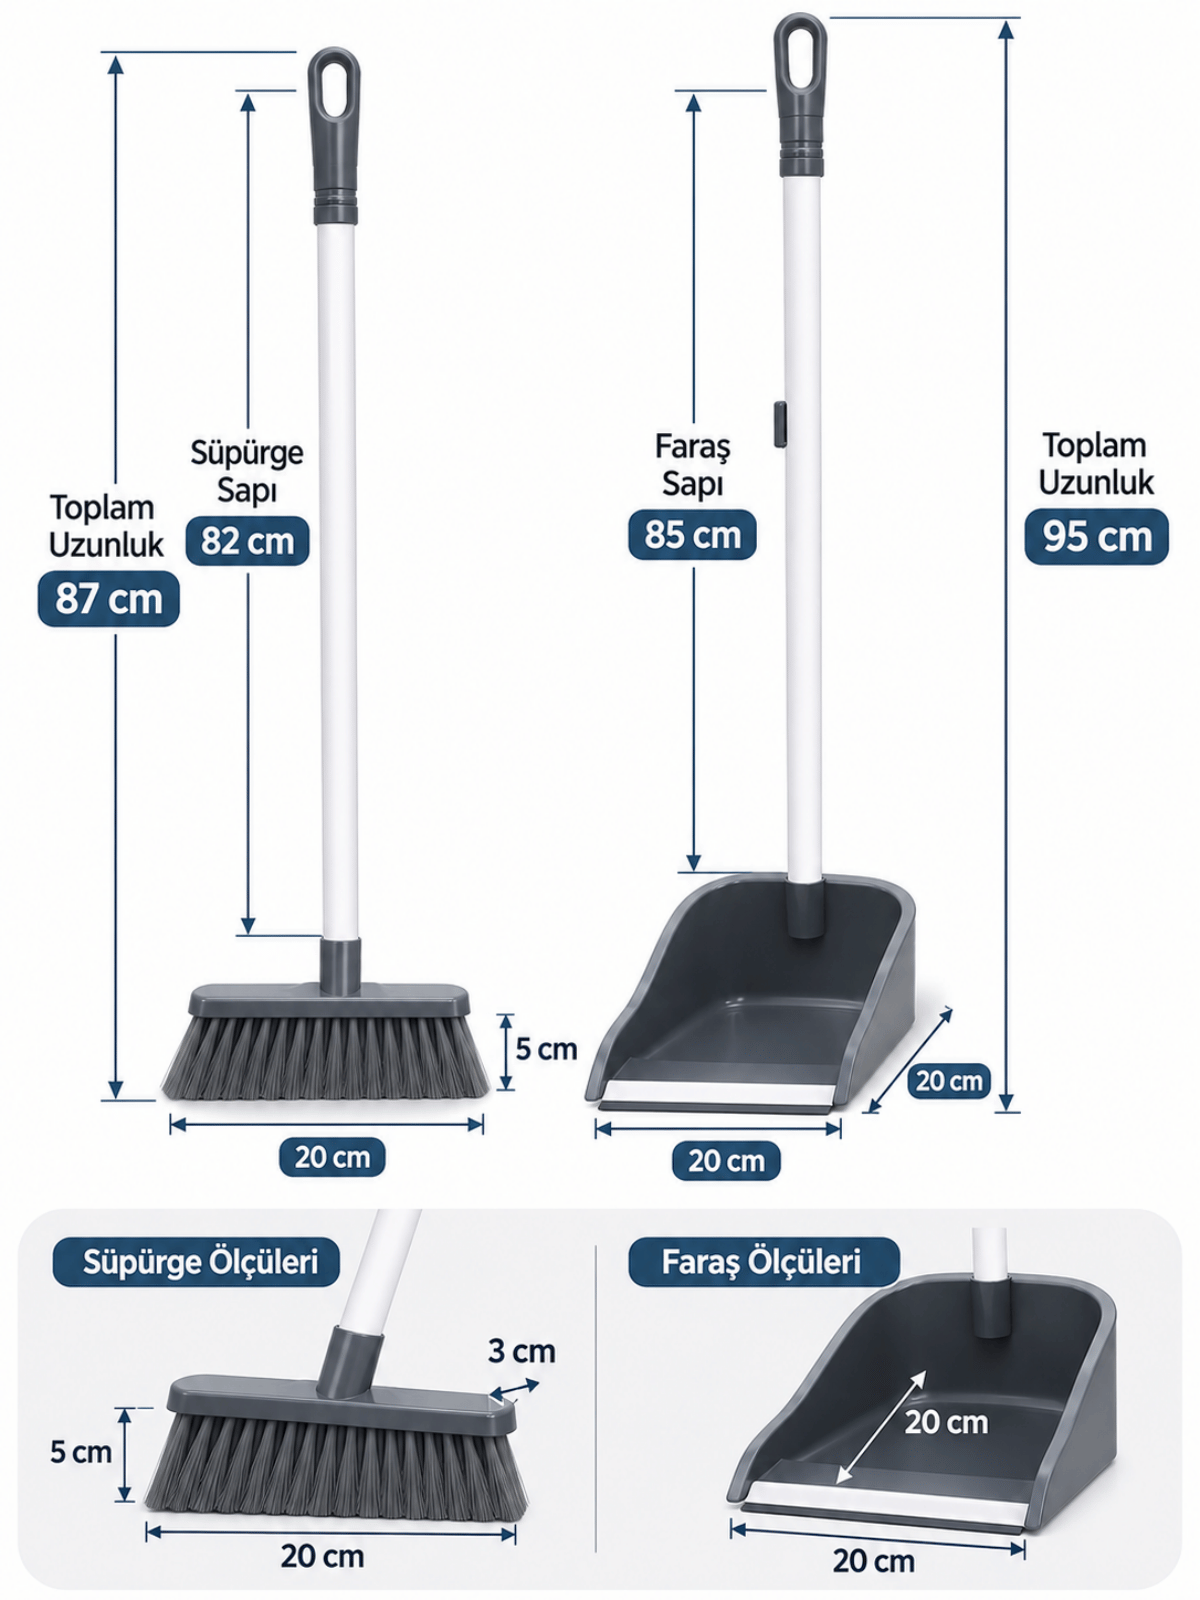 Süpürge
Sapı
82 cm
Toplam
Uzunluk
87 cm
Faraş
Sapı
85 cm
Toplam
Uzunluk
95 cm
5 cm
20 cm
20 cm
20 cm
Süpürge Ölçüleri
3 cm
5 cm
20 cm
Faraş Ölçüleri
20 cm
20 cm